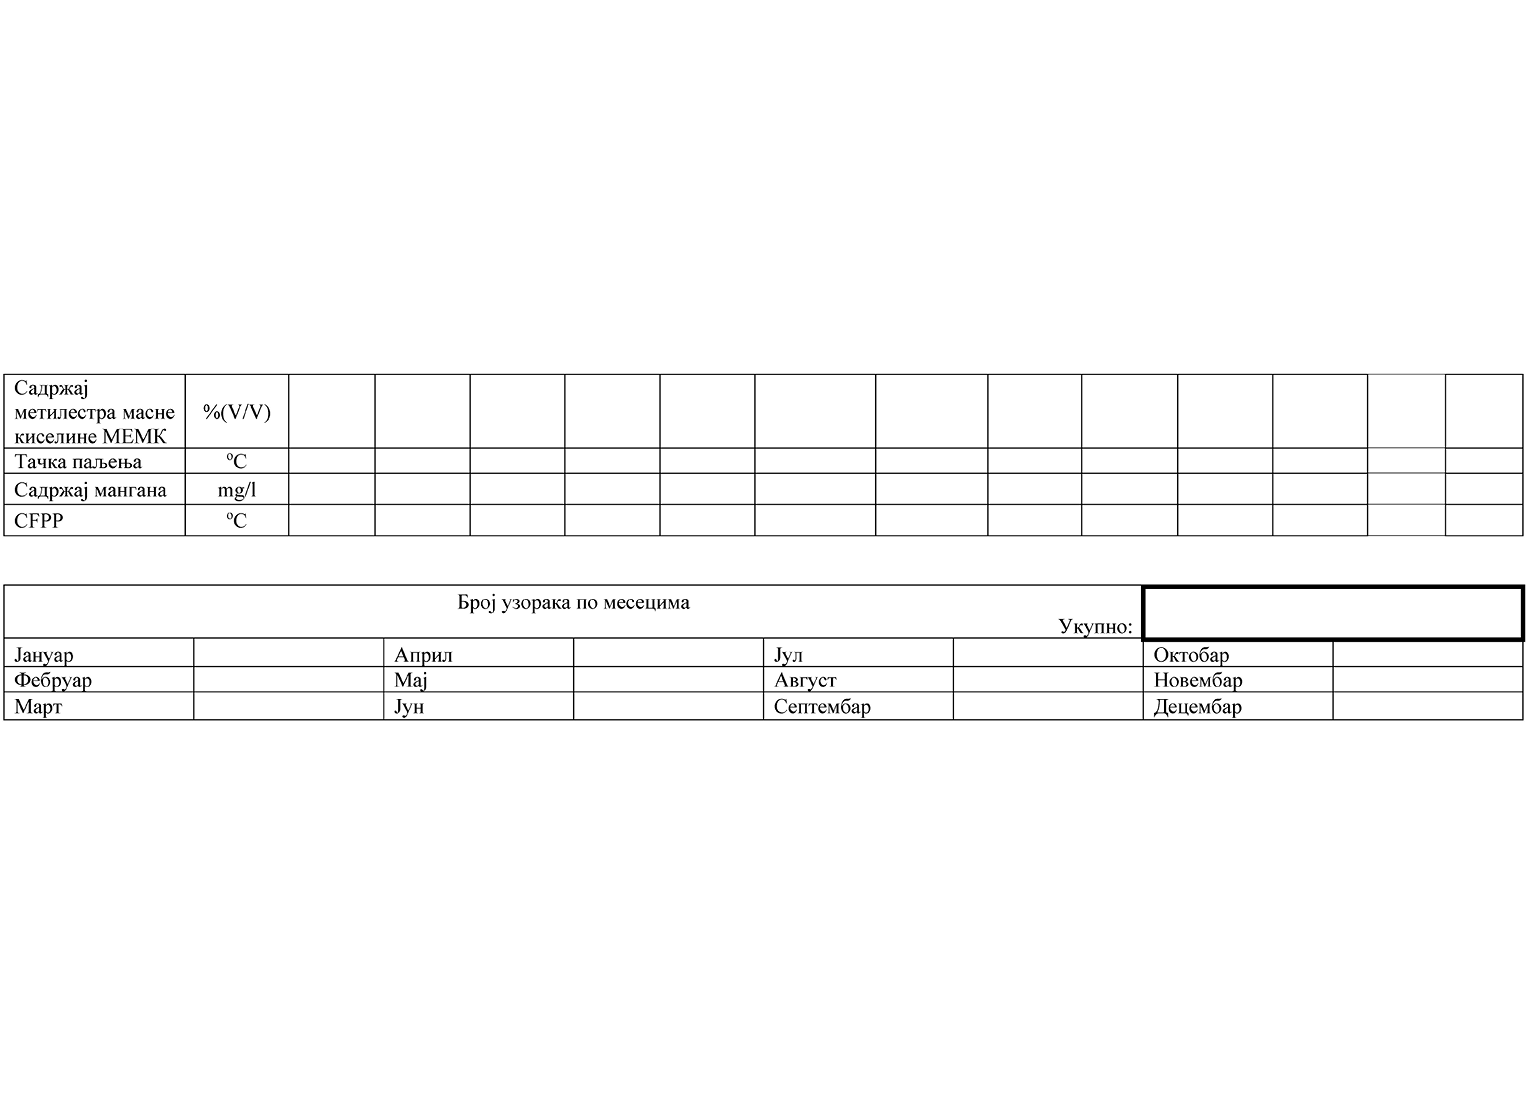 Садржај
метилестра масне
киселине МЕМК
%(V/V)
Тачка паљења ºC
Садржај мангана mg/l
CFPP ºC
Број узорака по месецима
Укупно:
Јануар Април Јул Октобар
Фебруар Мај Август Новембар
Март Јун Септембар Децембар